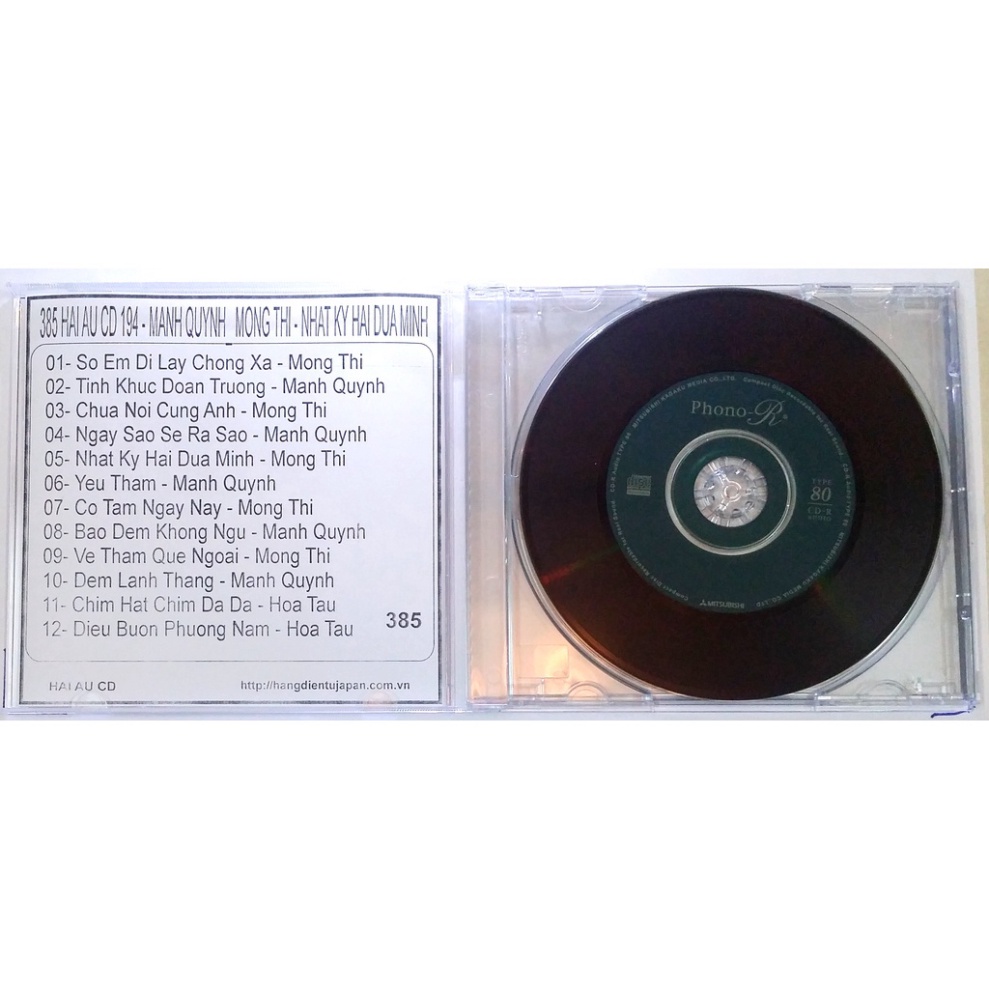 385 HAI AU CD 194 - MANH QUYNH MONG THI - NHAT KY HAI DUA MINH
01- So Em Di Lay Chong Xa - Mong Thi
02- Tinh Khuc Doan Truong - Manh Quynh
03- Chua Noi Cung Anh - Mong Thi
04- Ngay Sao Se Ra Sao - Manh Quynh
05- Nhat Ky Hai Dua Minh - Mong Thi
06- Yeu Tham - Manh Quynh
07- Co Tam Ngay Nay - Mong Thi
08- Bao Dem Khong Ngu - Manh Quynh
09- Ve Tham Que Ngoai - Mong Thi
10- Dem Lanh Thang - Manh Quynh
11- Chim Hat Chim Da Da - Hoa Tau
12- Dieu Buon Phuong Nam - Hoa Tau
385
HAI AU CD
http://hangdientujapan.com.vn
Phono-R®
TYPE
80
CD-R
MITSUBISHI